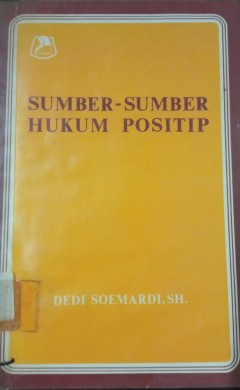 SUMBER-SUMBER
HUKUM POSITIP
DEDI SOEMARDI, SH.